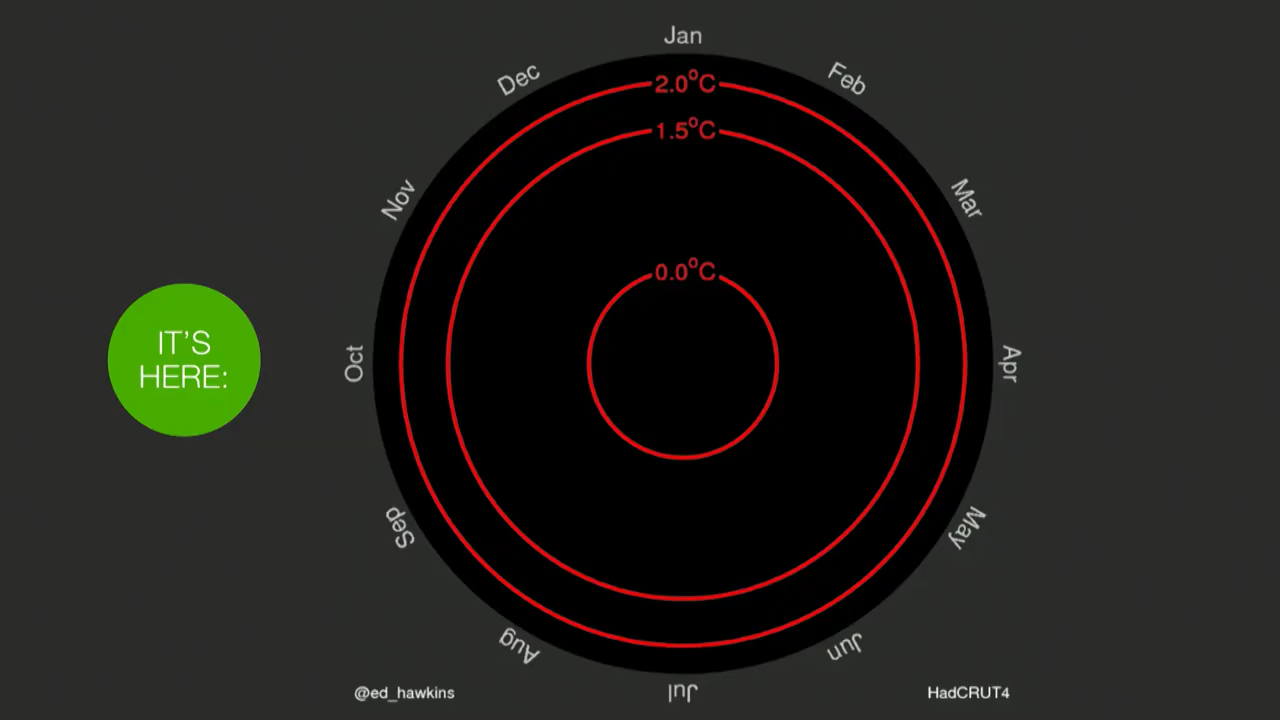 Jan
Feb
Mar
Apr
May
Jun
Jul
Aug
Sep
Oct
Nov
Dec
2.0°C
1.5°C
0.0°C
IT'S
HERE:
@ed_hawkins
HadCRUT4